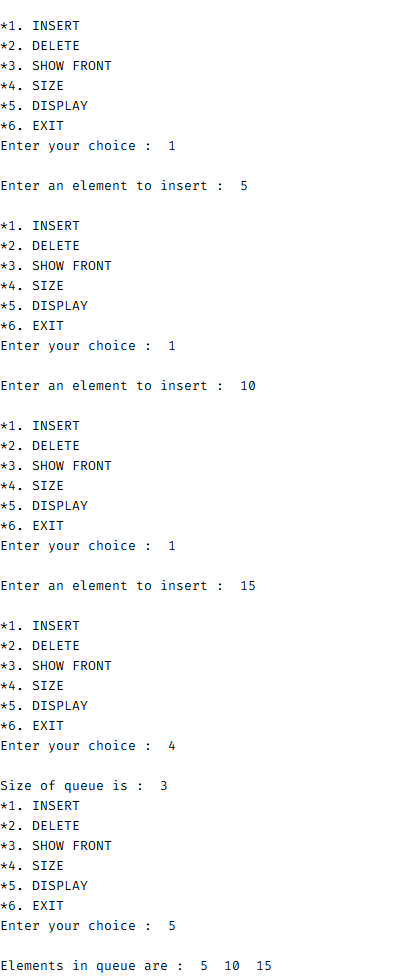 *1. INSERT
*2. DELETE
*3. SHOW FRONT
*4. SIZE
*5. DISPLAY
*6. EXIT
Enter your choice :  1
Enter an element to insert :  5
*1. INSERT
*2. DELETE
*3. SHOW FRONT
*4. SIZE
*5. DISPLAY
*6. EXIT
Enter your choice :  1
Enter an element to insert :  10
*1. INSERT
*2. DELETE
*3. SHOW FRONT
*4. SIZE
*5. DISPLAY
*6. EXIT
Enter your choice :  1
Enter an element to insert :  15
*1. INSERT
*2. DELETE
*3. SHOW FRONT
*4. SIZE
*5. DISPLAY
*6. EXIT
Enter your choice :  4
Size of queue is :  3
*1. INSERT
*2. DELETE
*3. SHOW FRONT
*4. SIZE
*5. DISPLAY
*6. EXIT
Enter your choice :  5
Elements in queue are :  5  10  15